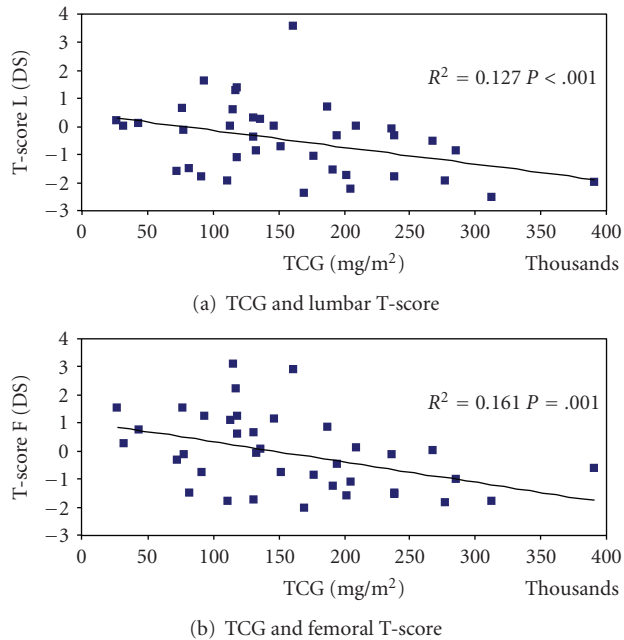 4
3
2
1
0
−1
−2
−3
T-score L (DS)
R² = 0.127 P < .001
0 50 100 150 200 250 300 350 400
TCG (mg/m²) Thousands
(a) TCG and lumbar T-score
4
3
2
1
0
−1
−2
−3
T-score F (DS)
R² = 0.161 P = .001
0 50 100 150 200 250 300 350 400
TCG (mg/m²) Thousands
(b) TCG and femoral T-score